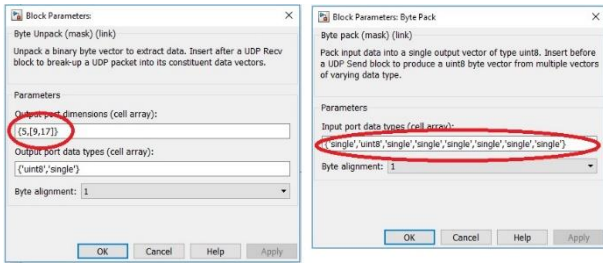 Block Parameters:
Byte Unpack (mask) (link)
Unpack a binary byte vector to extract data. Insert after a UDP Recv
block to break-up a UDP packet into its constituent data vectors.
Parameters
Output port dimensions (cell array):
{5,[9,17]}
Output port data types (cell array):
{'uint8','single'}
Byte alignment: 1
OK Cancel Help Apply
Block Parameters: Byte Pack
Byte pack (mask) (link)
Pack input data into a single output vector of type uint8. Insert before
a UDP Send block to produce a uint8 byte vector from multiple vectors
of varying data type.
Parameters
Input port data types (cell array):
{'single','uint8','single','single','single','single','single','single'}
Byte alignment: 1
OK Cancel Help Apply